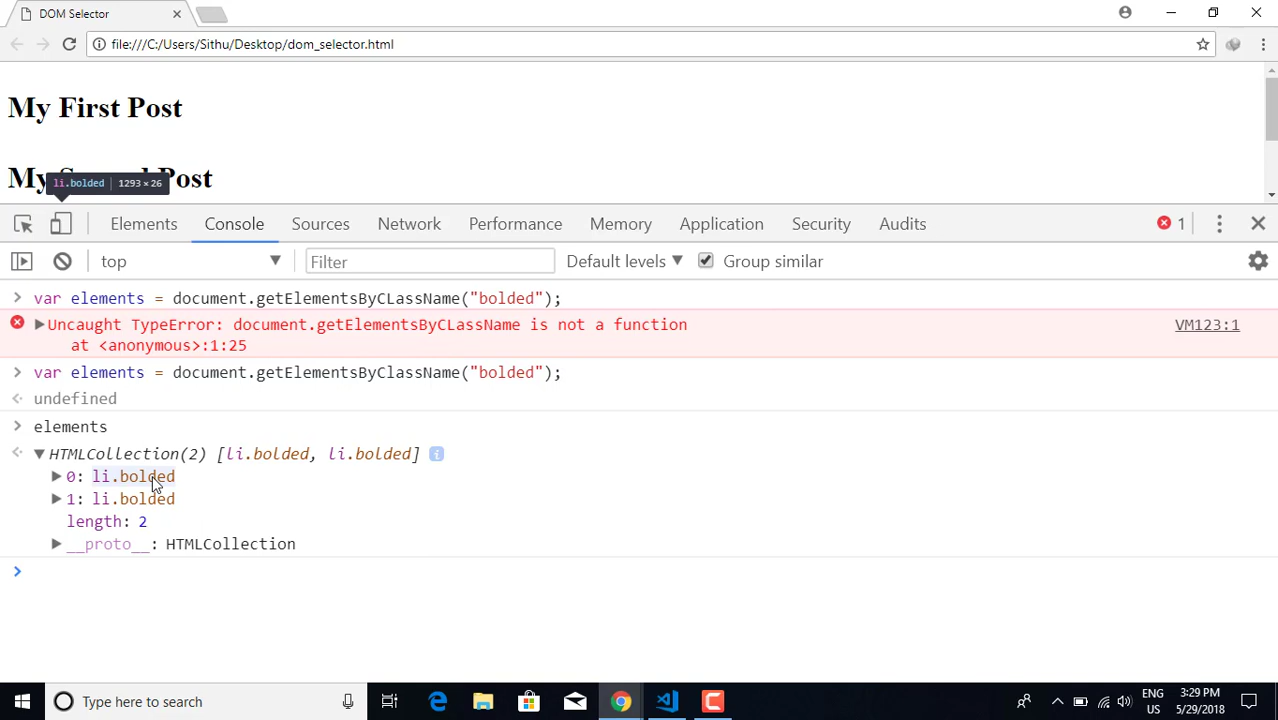 DOM Selector
file:///C:/Users/Sithu/Desktop/dom_selector.html
My First Post
My Second Post
li.bolded 1293 × 26
Elements Console Sources Network Performance Memory Application Security Audits 1
top Filter Default levels Group similar
var elements = document.getElementsByCLassName("bolded");
Uncaught TypeError: document.getElementsByCLassName is not a function VM123:1
at <anonymous>:1:25
var elements = document.getElementsByClassName("bolded");
undefined
elements
HTMLCollection(2) [li.bolded, li.bolded]
0: li.bolded
1: li.bolded
length: 2
__proto__: HTMLCollection
Type here to search ENG 3:29 PM
US 5/29/2018